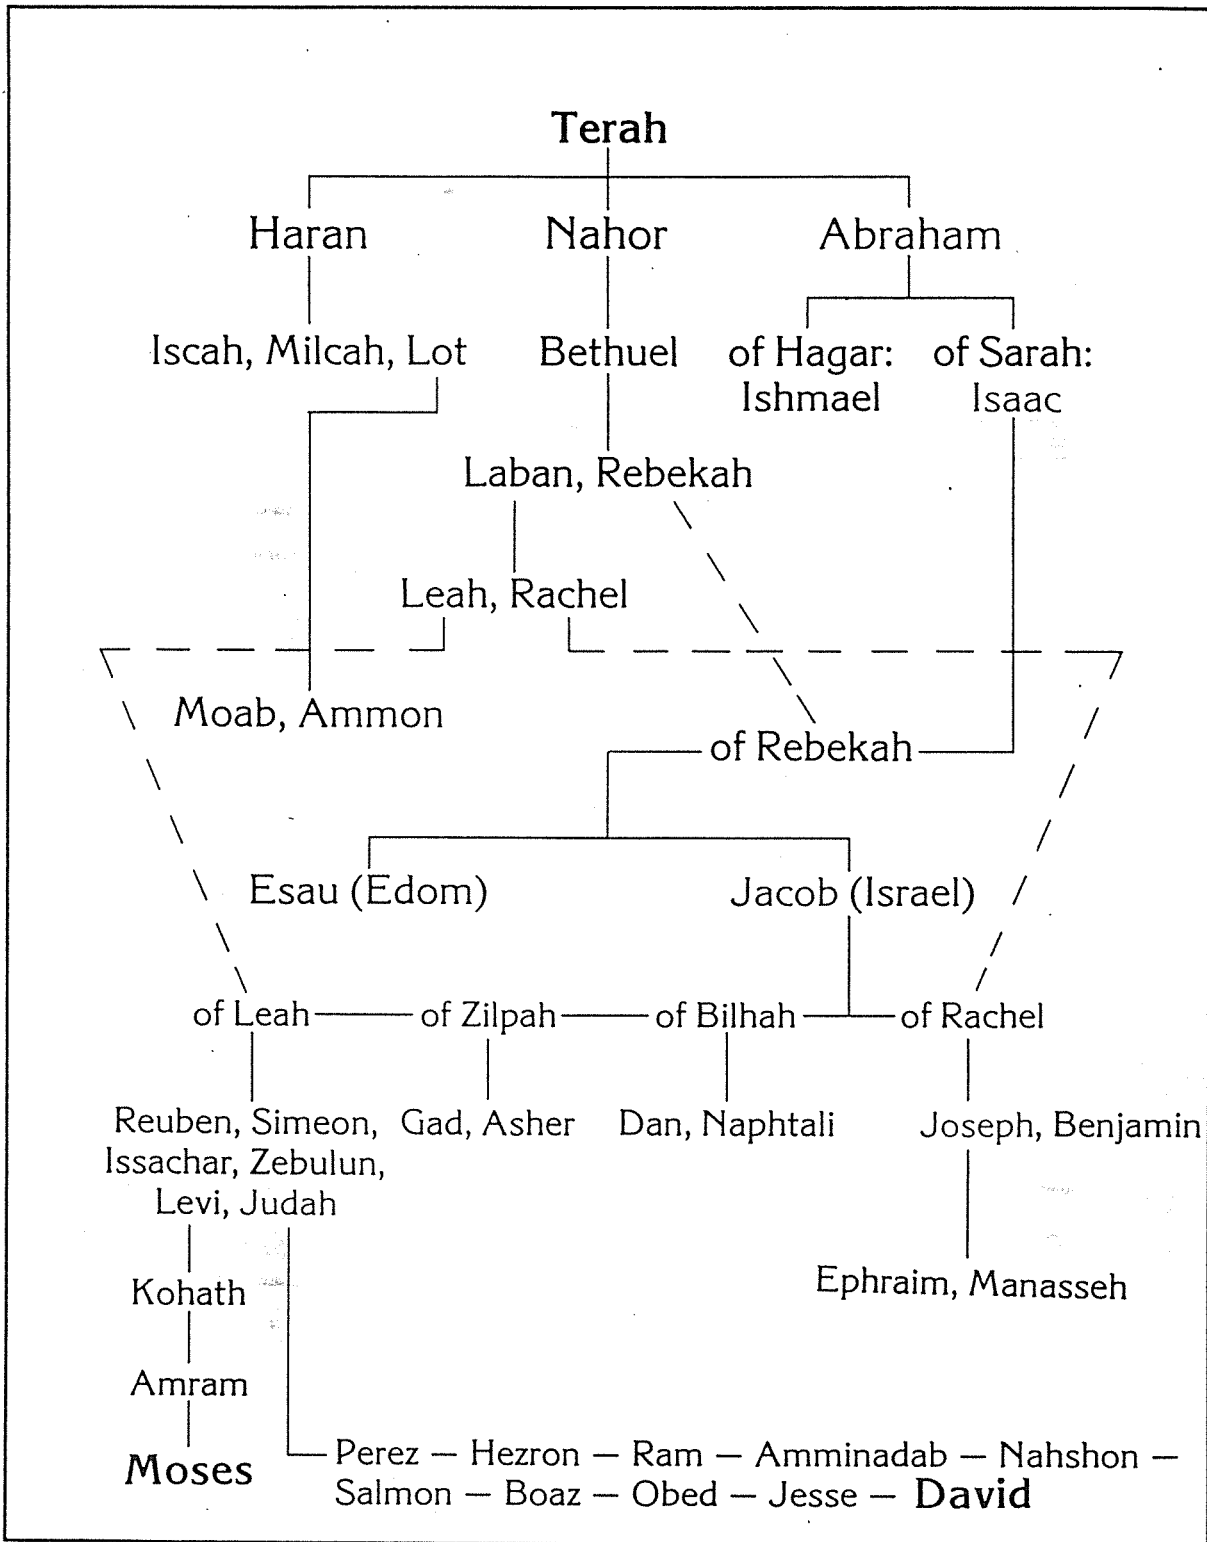 Terah
Haran Nahor Abraham
Iscah, Milcah, Lot Bethuel of Hagar: of Sarah:
Ishmael Isaac
Laban, Rebekah
Leah, Rachel
Moab, Ammon
of Rebekah
Esau (Edom) Jacob (Israel)
of Leah of Zilpah of Bilhah of Rachel
Reuben, Simeon, Gad, Asher Dan, Naphtali Joseph, Benjamin
Issachar, Zebulun,
Levi, Judah
Ephraim, Manasseh
Kohath
Amram
Moses
Perez — Hezron — Ram — Amminadab — Nahshon —
Salmon — Boaz — Obed — Jesse — David